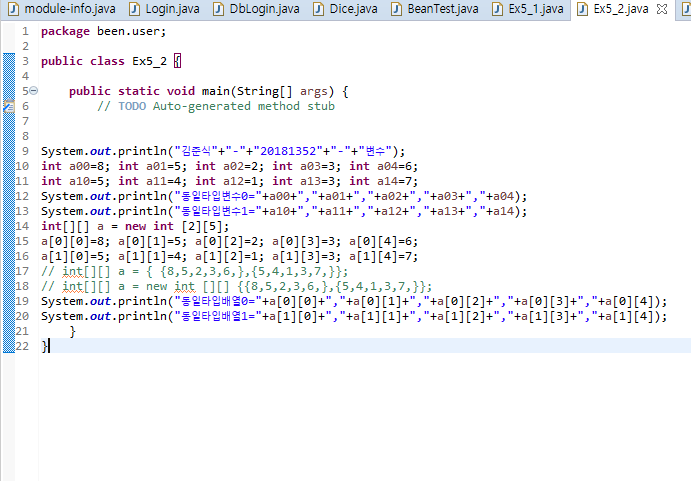 module-info.java Login.java DbLogin.java Dice.java BeanTest.java Ex5_1.java Ex5_2.java
1 package been.user;
2
3 public class Ex5_2 {
4
5 public static void main(String[] args) {
6 // TODO Auto-generated method stub
7
8
9 System.out.println("김준식"+"-"+"20181352"+"-"+"변수");
10 int a00=8; int a01=5; int a02=2; int a03=3; int a04=6;
11 int a10=5; int a11=4; int a12=1; int a13=3; int a14=7;
12 System.out.println("동일타입변수0="+a00+","+a01+","+a02+","+a03+","+a04);
13 System.out.println("동일타입변수1="+a10+","+a11+","+a12+","+a13+","+a14);
14 int[][] a = new int [2][5];
15 a[0][0]=8; a[0][1]=5; a[0][2]=2; a[0][3]=3; a[0][4]=6;
16 a[1][0]=5; a[1][1]=4; a[1][2]=1; a[1][3]=3; a[1][4]=7;
17 // int[][] a = { {8,5,2,3,6,},{5,4,1,3,7,}};
18 // int[][] a = new int [][] {{8,5,2,3,6,},{5,4,1,3,7,}};
19 System.out.println("동일타입배열0="+a[0][0]+","+a[0][1]+","+a[0][2]+","+a[0][3]+","+a[0][4]);
20 System.out.println("동일타입배열1="+a[1][0]+","+a[1][1]+","+a[1][2]+","+a[1][3]+","+a[1][4]);
21 }
22 }